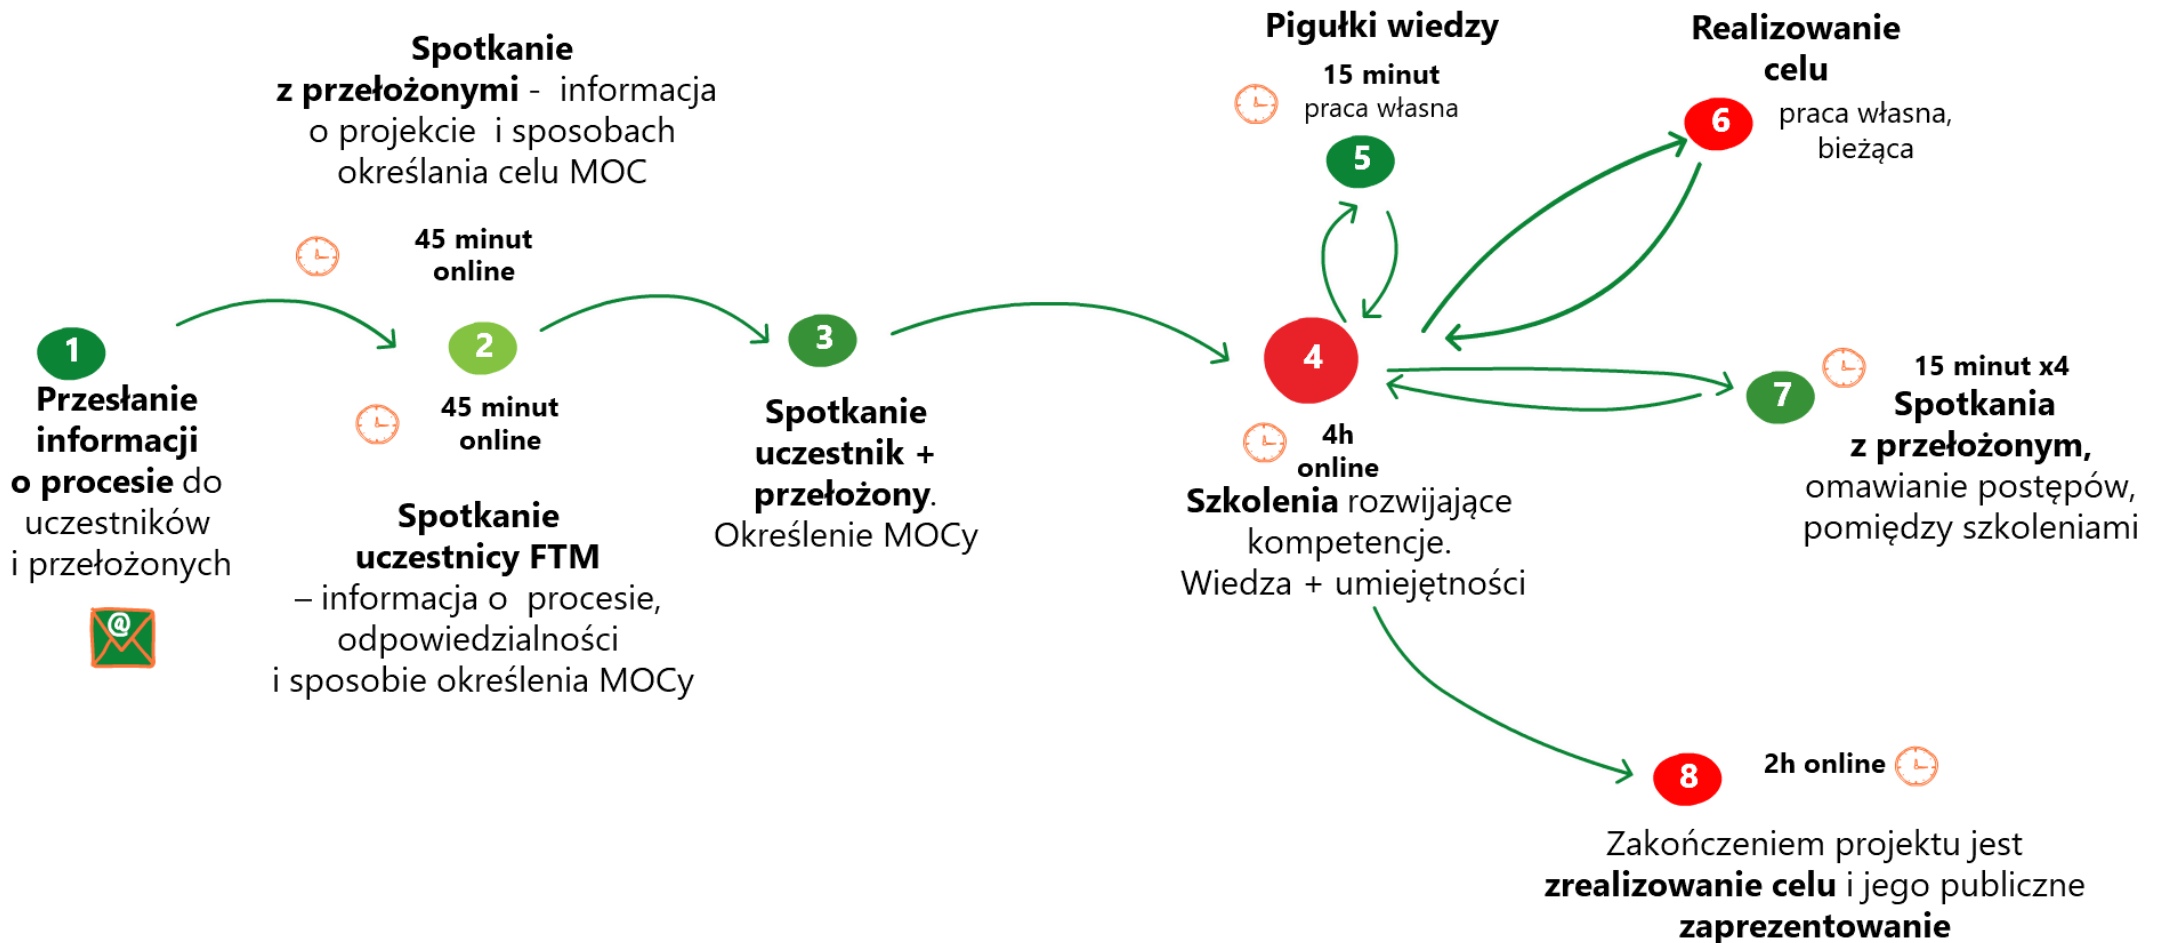 Spotkanie
z przełożonymi - informacja
o projekcie i sposobach
określania celu MOC
45 minut
online
1
Przesłanie
informacji
o procesie do
uczestników
i przełożonych
@
2
45 minut
online
Spotkanie
uczestnicy FTM
– informacja o procesie,
odpowiedzialności
i sposobie określenia MOCy
3
Spotkanie
uczestnik +
przełożony.
Określenie MOCy
4
4h
online
Szkolenia rozwijające
kompetencje.
Wiedza + umiejętności
Pigułki wiedzy
15 minut
praca własna
5
Realizowanie
celu
6
praca własna,
bieżąca
7
15 minut x4
Spotkania
z przełożonym,
omawianie postępów,
pomiędzy szkoleniami
8
2h online
Zakończeniem projektu jest
zrealizowanie celu i jego publiczne
zaprezentowanie